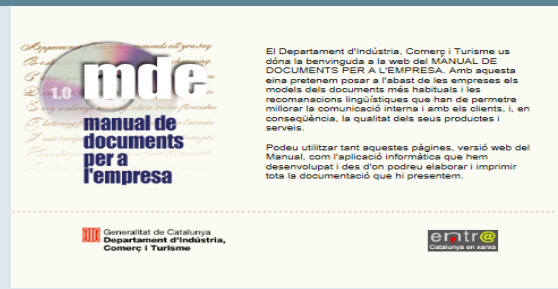 1.0 mde
manual de
documents
per a
l'empresa
El Departament d'Indústria, Comerç i Turisme us
dóna la benvinguda a la web del MANUAL DE
DOCUMENTS PER A L'EMPRESA. Amb aquesta
eina pretenem posar a l'abast de les empreses els
models dels documents més habituals i les
recomanacions lingüístiques que han de permetre
millorar la comunicació interna i amb els clients, i, en
conseqüència, la qualitat dels seus productes i
serveis.
Podeu utilitzar tant aquestes pàgines, versió web del
Manual, com l'aplicació informàtica que hem
desenvolupat i des d'on podreu elaborar i imprimir
tota la documentació que hi presentem.
Generalitat de Catalunya
Departament d'Indústria,
Comerç i Turisme
entr@
Catalunya en xarxa